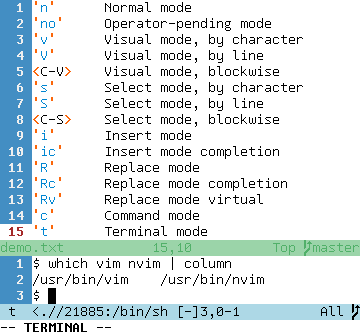 1 'n' Normal mode
2 'no' Operator-pending mode
3 'v' Visual mode, by character
4 'V' Visual mode, by line
5 <C-V> Visual mode, blockwise
6 's' Select mode, by character
7 'S' Select mode, by line
8 <C-S> Select mode, blockwise
9 'i' Insert mode
10 'ic' Insert mode completion
11 'R' Replace mode
12 'Rc' Replace mode completion
13 'Rv' Replace mode virtual
14 'c' Command mode
15 't' Terminal mode
demo.txt 15,10 Top master
1 $ which vim nvim | column
2 /usr/bin/vim /usr/bin/nvim
3 $
t <.//21885:/bin/sh [-]3,0-1 All
-- TERMINAL --